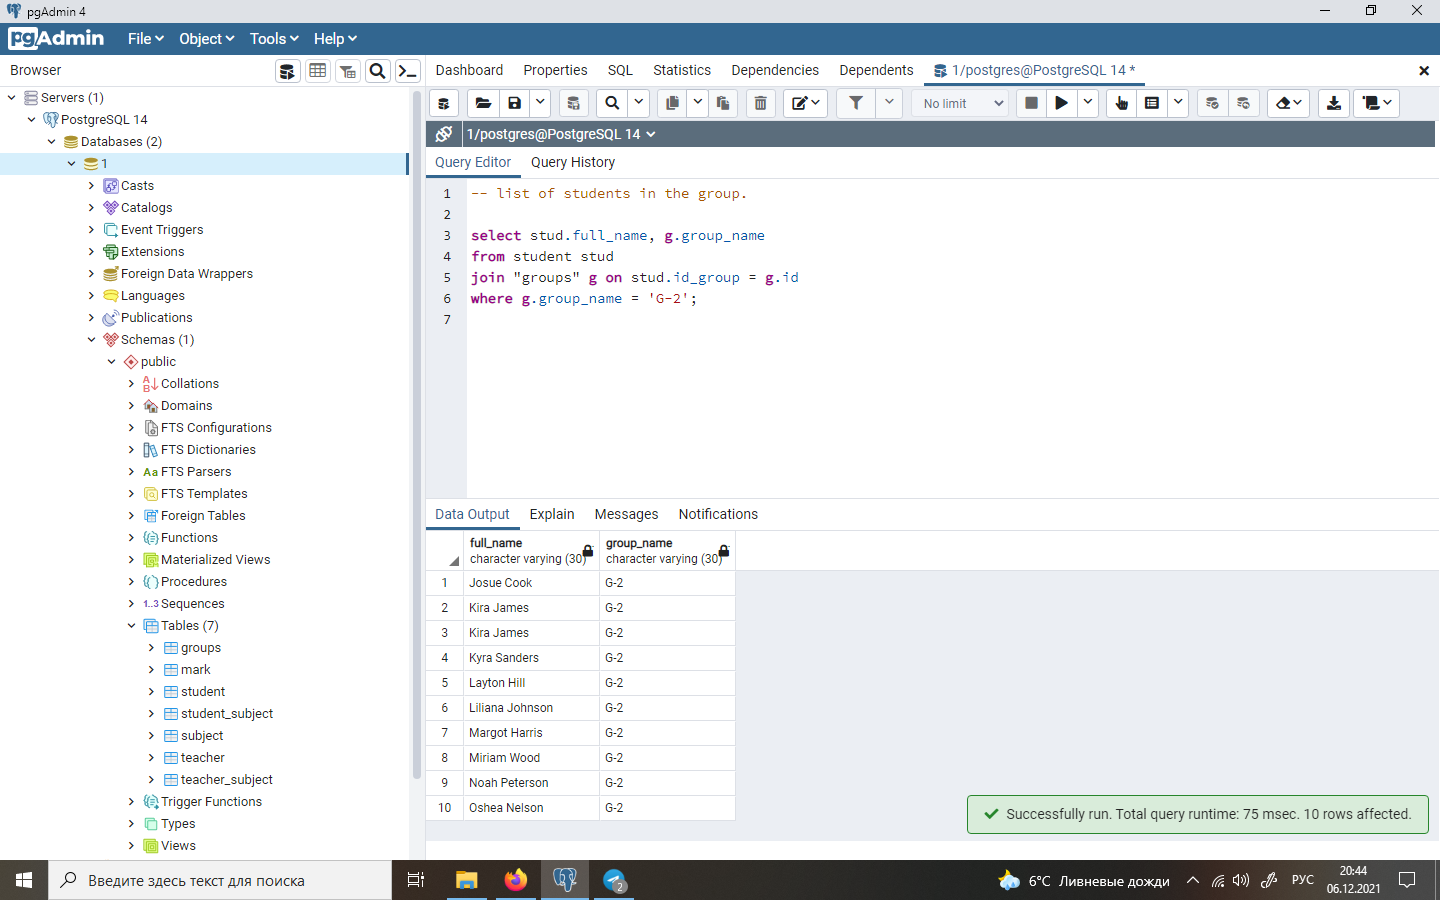 pgAdmin 4
pgAdmin File Object Tools Help
Browser
Dashboard Properties SQL Statistics Dependencies Dependents 1/postgres@PostgreSQL 14 *
Servers (1)
PostgreSQL 14
Databases (2)
1
Casts
Catalogs
Event Triggers
Extensions
Foreign Data Wrappers
Languages
Publications
Schemas (1)
public
Collations
Domains
FTS Configurations
FTS Dictionaries
Aa FTS Parsers
FTS Templates
Foreign Tables
Functions
Materialized Views
Procedures
1..3 Sequences
Tables (7)
groups
mark
student
student_subject
subject
teacher
teacher_subject
Trigger Functions
Types
Views
No limit
1/postgres@PostgreSQL 14
Query Editor Query History
1 -- list of students in the group.
2
3 select stud.full_name, g.group_name
4 from student stud
5 join "groups" g on stud.id_group = g.id
6 where g.group_name = 'G-2';
7
Data Output Explain Messages Notifications
full_name group_name
character varying (30) character varying (30)
1 Josue Cook G-2
2 Kira James G-2
3 Kira James G-2
4 Kyra Sanders G-2
5 Layton Hill G-2
6 Liliana Johnson G-2
7 Margot Harris G-2
8 Miriam Wood G-2
9 Noah Peterson G-2
10 Oshea Nelson G-2
Successfully run. Total query runtime: 75 msec. 10 rows affected.
Введите здесь текст для поиска
2
6°C Ливневые дожди
РУС
20:44
06.12.2021